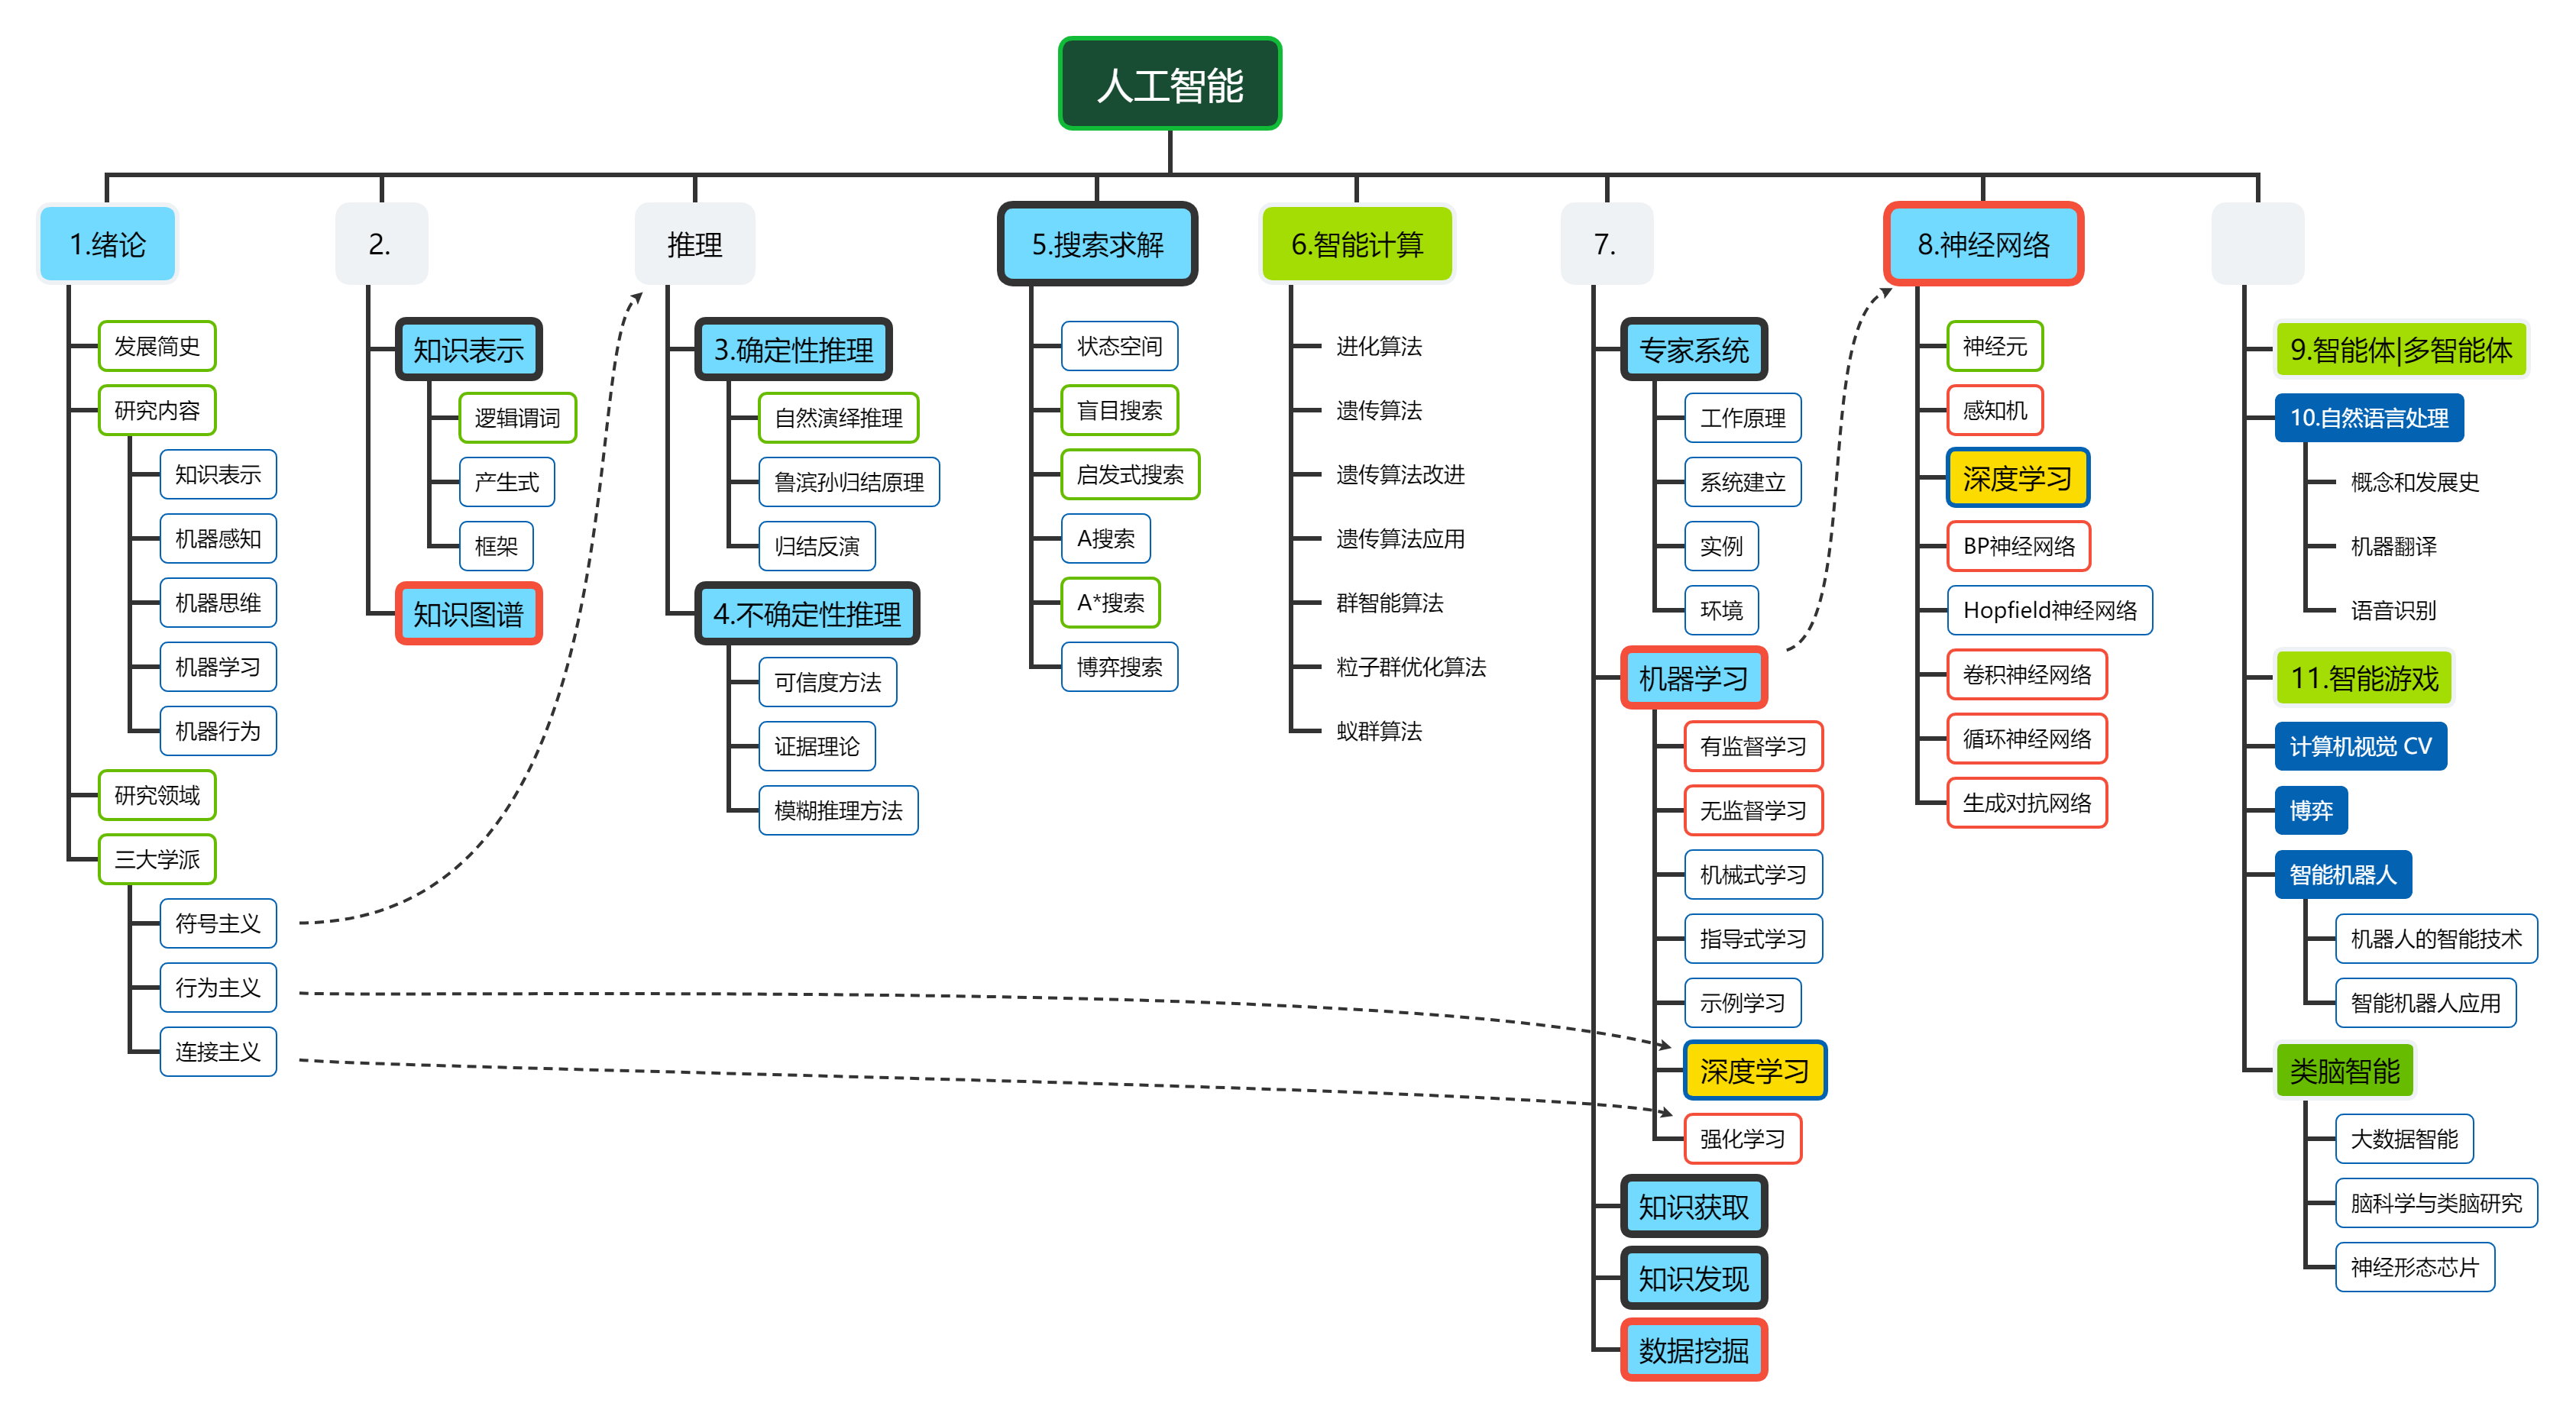 人工智能
1.绪论
发展简史
研究内容
知识表示
机器感知
机器思维
机器学习
机器行为
研究领域
三大学派
符号主义
行为主义
连接主义
2.
知识表示
逻辑谓词
产生式
框架
知识图谱
推理
3.确定性推理
自然演绎推理
鲁滨孙归结原理
归结反演
4.不确定性推理
可信度方法
证据理论
模糊推理方法
5.搜索求解
状态空间
盲目搜索
启发式搜索
A搜索
A*搜索
博弈搜索
6.智能计算
进化算法
遗传算法
遗传算法改进
遗传算法应用
群智能算法
粒子群优化算法
蚁群算法
7.
专家系统
工作原理
系统建立
实例
环境
机器学习
有监督学习
无监督学习
机械式学习
指导式学习
示例学习
深度学习
强化学习
知识获取
知识发现
数据挖掘
8.神经网络
神经元
感知机
深度学习
BP神经网络
Hopfield神经网络
卷积神经网络
循环神经网络
生成对抗网络
9.智能体|多智能体
10.自然语言处理
概念和发展史
机器翻译
语音识别
11.智能游戏
计算机视觉 CV
博弈
智能机器人
机器人的智能技术
智能机器人应用
类脑智能
大数据智能
脑科学与类脑研究
神经形态芯片